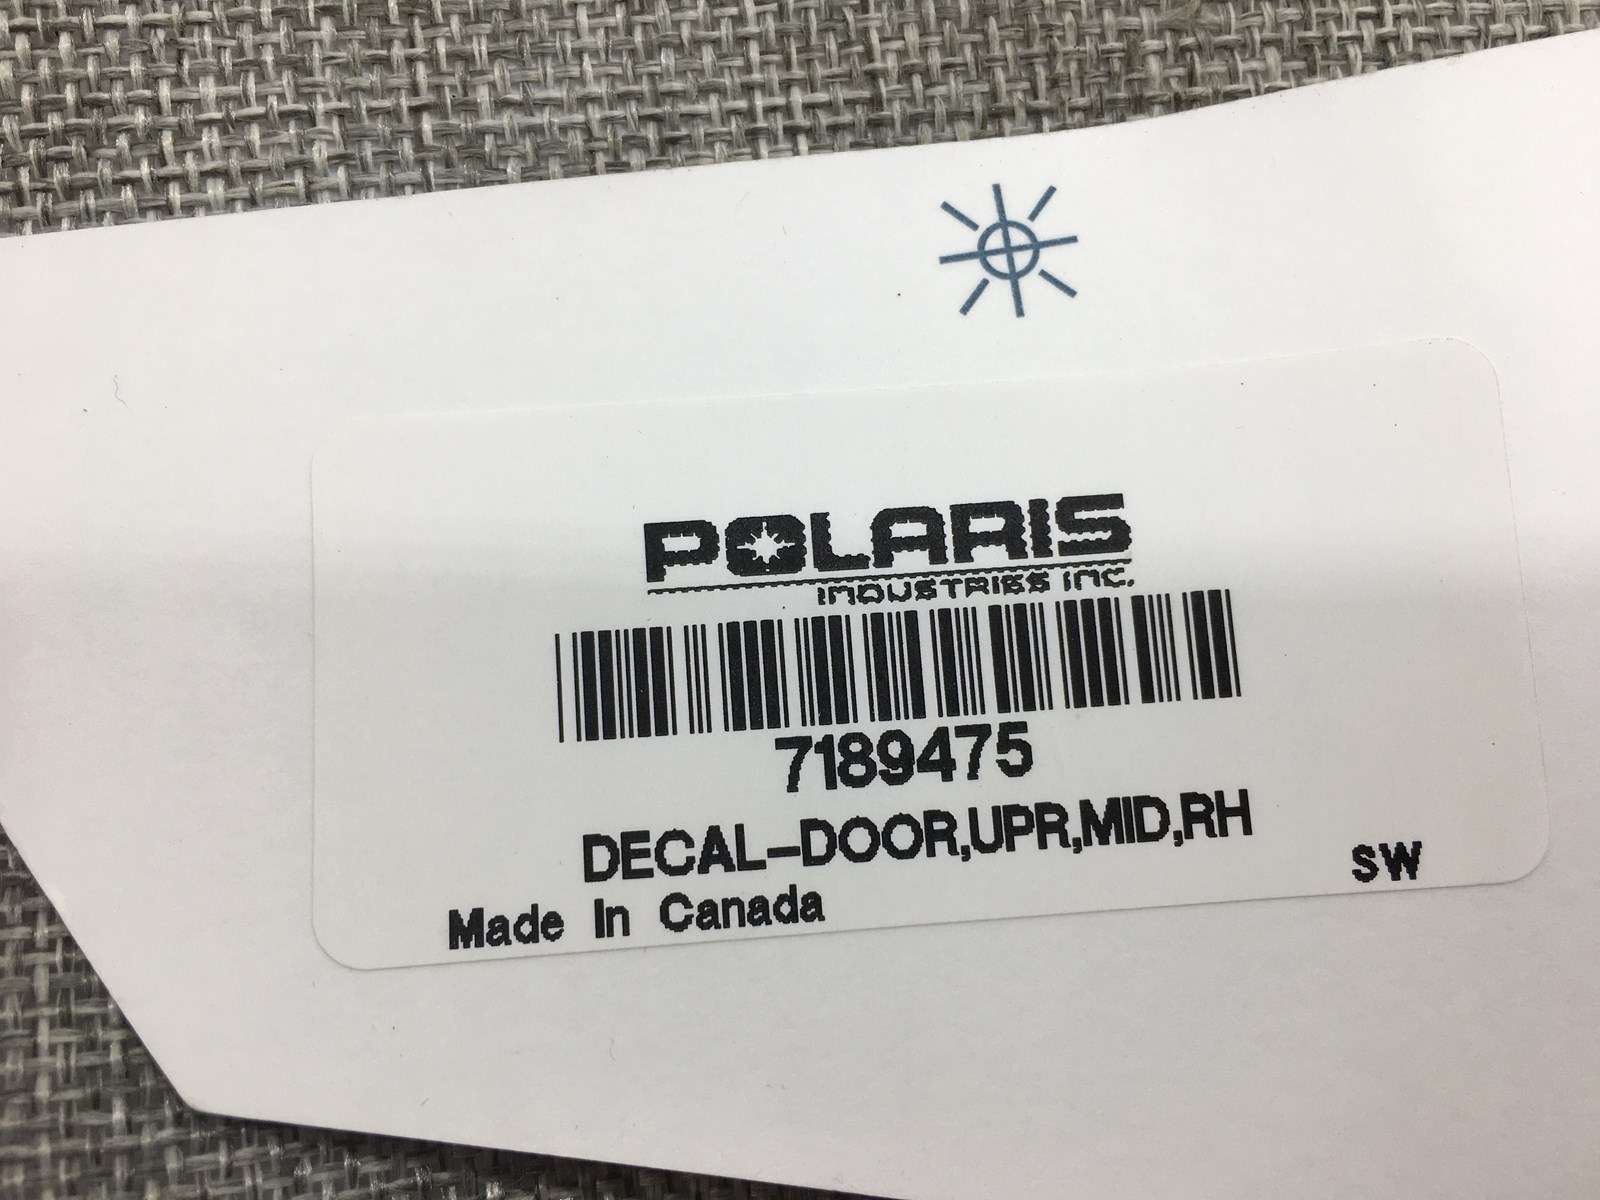 POLARIS
INDUSTRIES INC.
7189475
DECAL-DOOR,UPR,MID,RH
Made In Canada
SW